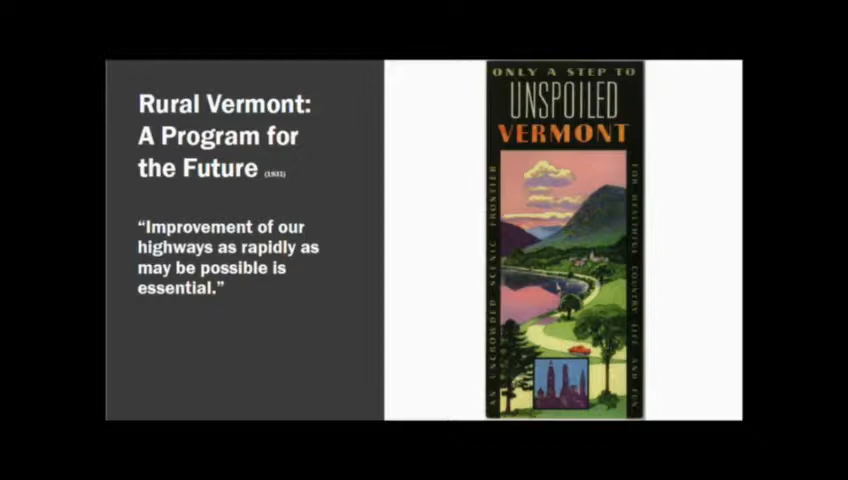 Rural Vermont:
A Program for
the Future (1931)
“Improvement of our
highways as rapidly as
may be possible is
essential.”
ONLY A STEP TO
UNSPOILED
VERMONT
AN UNCROWDED SCENIC FRONTIER
FOR HEALTHFUL COUNTRY LIFE AND FUN